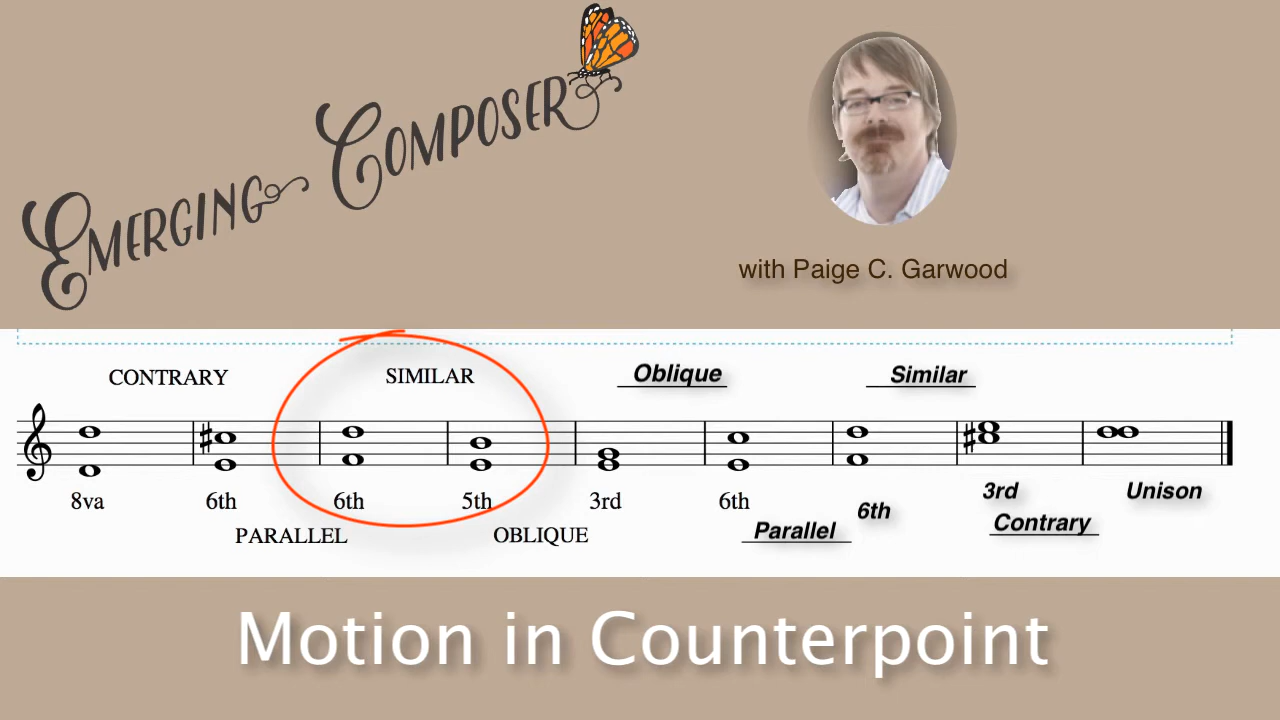 Emerging Composer
with Paige C. Garwood
CONTRARY SIMILAR Oblique Similar
8va 6th 6th 5th 3rd 6th 6th 3rd Unison
PARALLEL OBLIQUE Parallel Contrary
Motion in Counterpoint